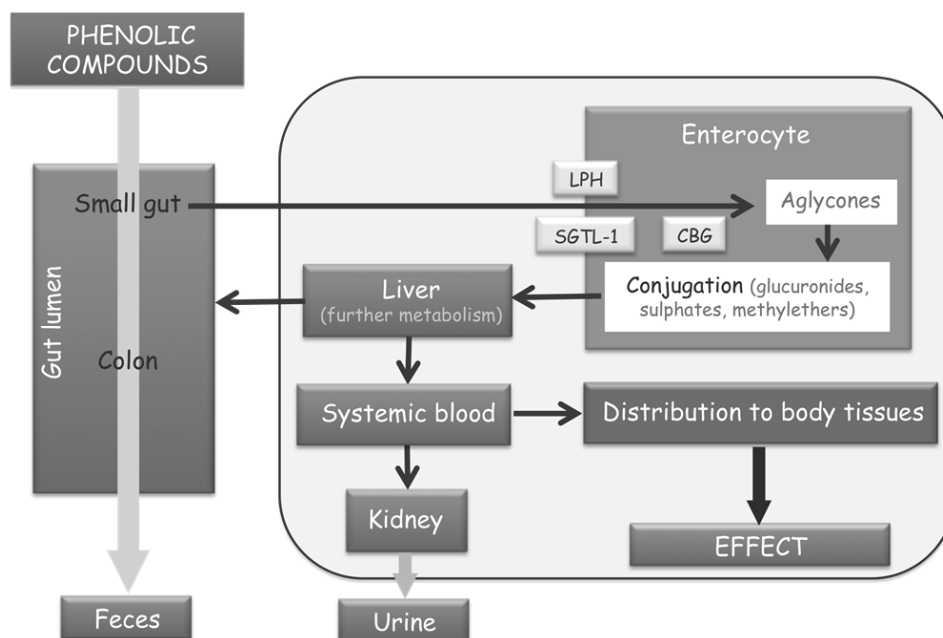 PHENOLIC
COMPOUNDS
Enterocyte
LPH
Small gut
Aglycones
SGTL-1
CBG
Gut lumen
Liver
(further metabolism)
Conjugation (glucuronides,
sulphates, methylethers)
Colon
Systemic blood
Distribution to body tissues
Kidney
EFFECT
Feces
Urine